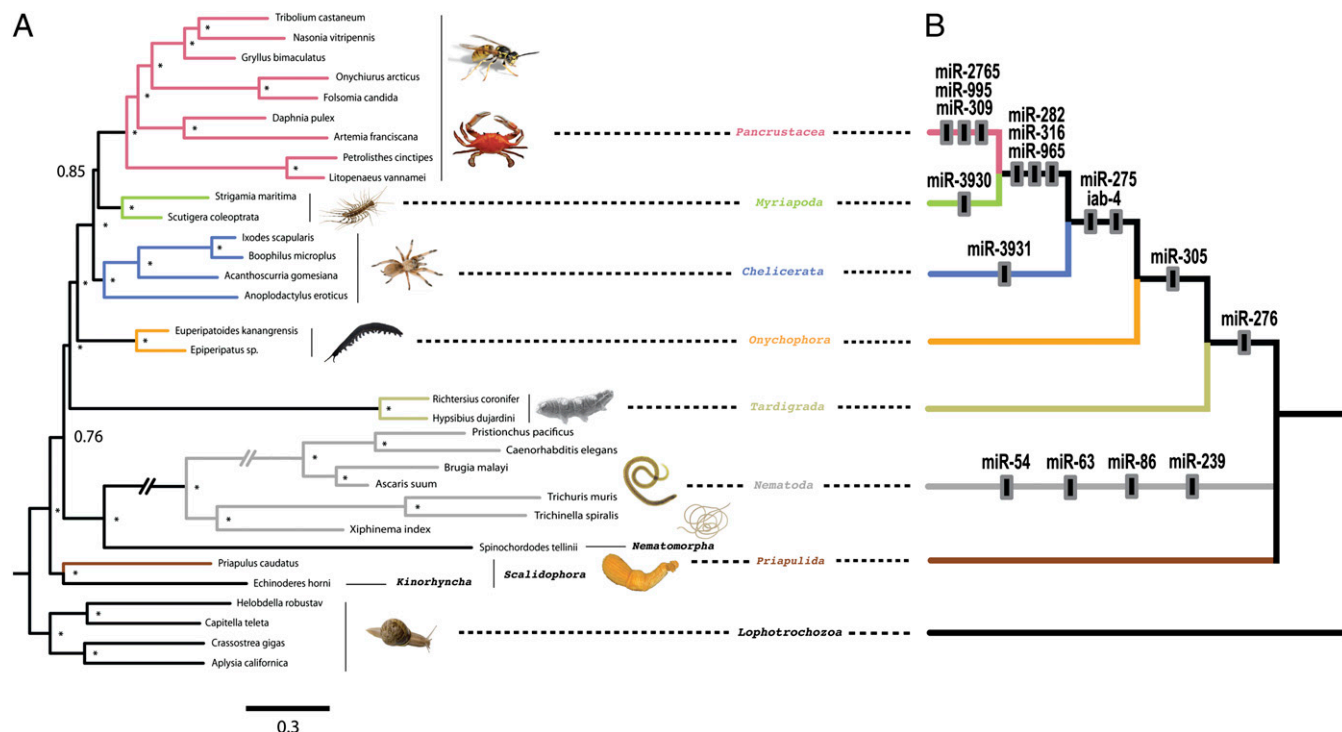 A
B
Tribolium castaneum
Nasonia vitripennis
Gryllus bimaculatus
Onychiurus arcticus
Folsomia candida
Daphnia pulex
Artemia franciscana
Petrolisthes cinctipes
Litopenaeus vannamei
Strigamia maritima
Scutigera coleoptrata
Ixodes scapularis
Boophilus microplus
Acanthoscurria gomesiana
Anoplodactylus eroticus
Euperipatoides kanangrensis
Epiperipatus sp.
Richtersius coronifer
Hypsibius dujardini
Pristionchus pacificus
Caenorhabditis elegans
Brugia malayi
Ascaris suum
Trichuris muris
Trichinella spiralis
Xiphinema index
Spinochordodes tellinii
Nematomorpha
Priapulus caudatus
Echinoderes horni
Kinorhyncha
Scalidophora
Helobdella robustav
Capitella teleta
Crassostrea gigas
Aplysia californica
0.85
0.76
0.3
Pancrustacea
Myriapoda
Chelicerata
Onychophora
Tardigrada
Nematoda
Priapulida
Lophotrochozoa
miR-2765
miR-995
miR-309
miR-282
miR-316
miR-965
miR-3930
miR-275
iab-4
miR-3931
miR-305
miR-276
miR-54
miR-63
miR-86
miR-239